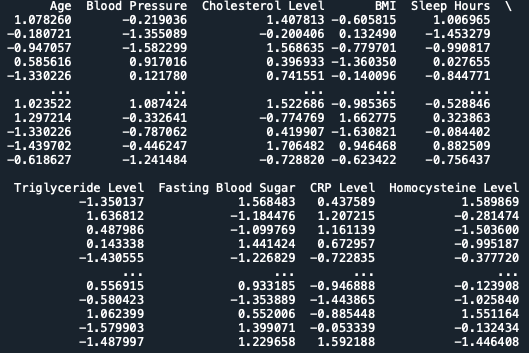 Age Blood Pressure Cholesterol Level BMI Sleep Hours \
1.078260 -0.219036 1.407813 -0.605815 1.006965
-0.180721 -1.355089 -0.200406 0.132490 -1.453279
-0.947057 -1.582299 1.568635 -0.779701 -0.990817
0.585616 0.917016 0.396933 -1.360350 0.027655
-1.330226 0.121780 0.741551 -0.140096 -0.844771
... ... ... ... ...
1.023522 1.087424 1.522686 -0.985365 -0.528846
1.297214 -0.332641 -0.774769 1.662775 0.323863
-1.330226 -0.787062 0.419907 -1.630821 -0.084402
-1.439702 -0.446247 1.706482 0.946468 0.882509
-0.618627 -1.241484 -0.728820 -0.623422 -0.756437
Triglyceride Level Fasting Blood Sugar CRP Level Homocysteine Level
-1.350137 1.568483 0.437589 1.589869
1.636812 -1.184476 1.207215 -0.281474
0.487986 -1.099769 1.161139 -1.503600
0.143338 1.441424 0.672957 -0.995187
-1.430555 -1.226829 -0.722835 -0.377720
... ... ... ...
0.556915 0.933185 -0.946888 -0.123908
-0.580423 -1.353889 -1.443865 -1.025840
1.062399 0.552006 -0.885448 1.551164
-1.579903 1.399071 -0.053339 -0.132434
-1.487997 1.229658 1.592188 -1.446408